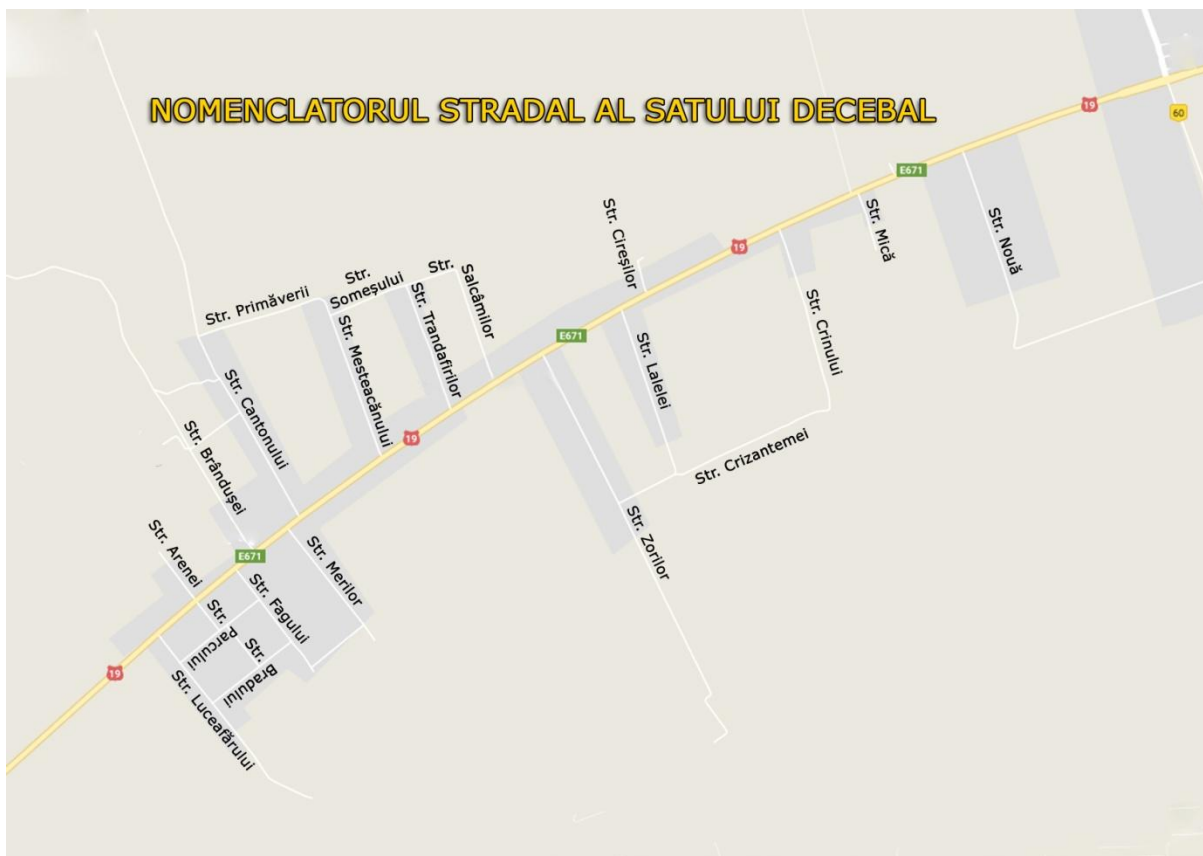 NOMENCLATORUL STRADAL AL SATULUI DECEBAL
19
60
E671
Str. Mică
Str. Nouă
Str. Cireșilor
19
Str. Primăverii
Str.
Someșului
Str.
Salcâmilor
Str. Trandafirilor
Str. Mesteacănului
E671
Str. Lalelei
Str. Crinului
Str. Cantonului
19
Str. Crizantemei
Str. Brândușei
Str. Zorilor
Str. Arenei
E671
Str. Merilor
Str. Fagului
Str.
Parcului
Str.
Bradului
19
Str. Luceafărului